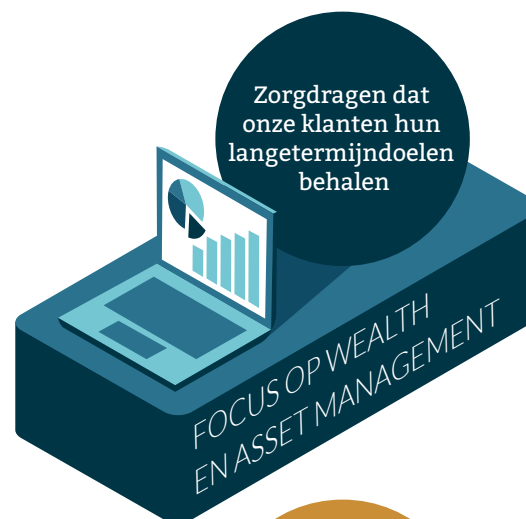 Zorgdragen dat
onze klanten hun
langetermijndoelen
behalen
FOCUS OP WEALTH
EN ASSET MANAGEMENT